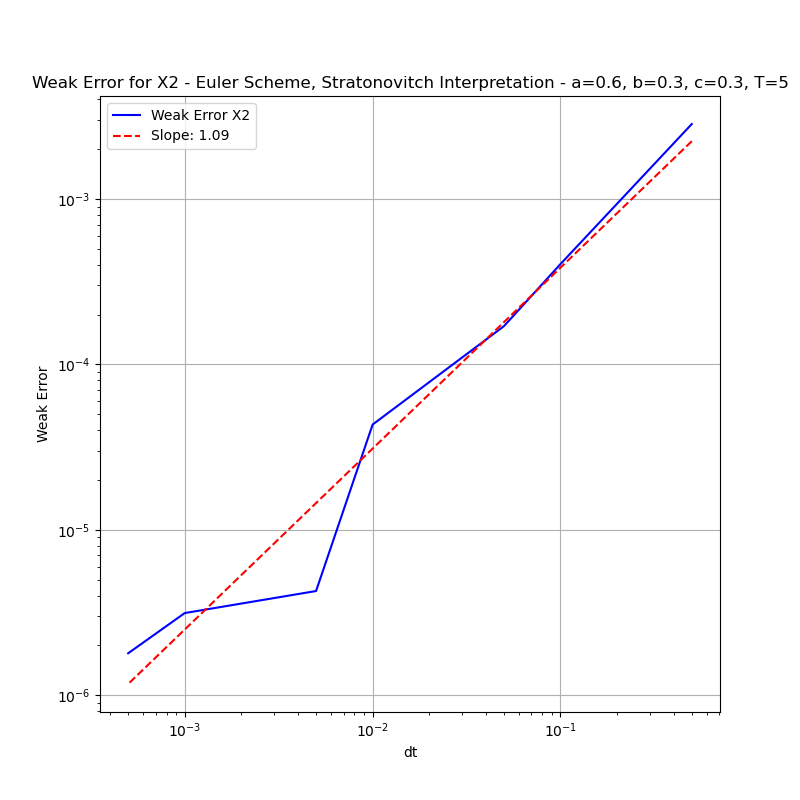 Weak Error for X2 - Euler Scheme, Stratonovitch Interpretation - a=0.6, b=0.3, c=0.3, T=5
Weak Error X2
Slope: 1.09
10⁻³
10⁻⁴
10⁻⁵
10⁻⁶
Weak Error
10⁻³ 10⁻² 10⁻¹
dt